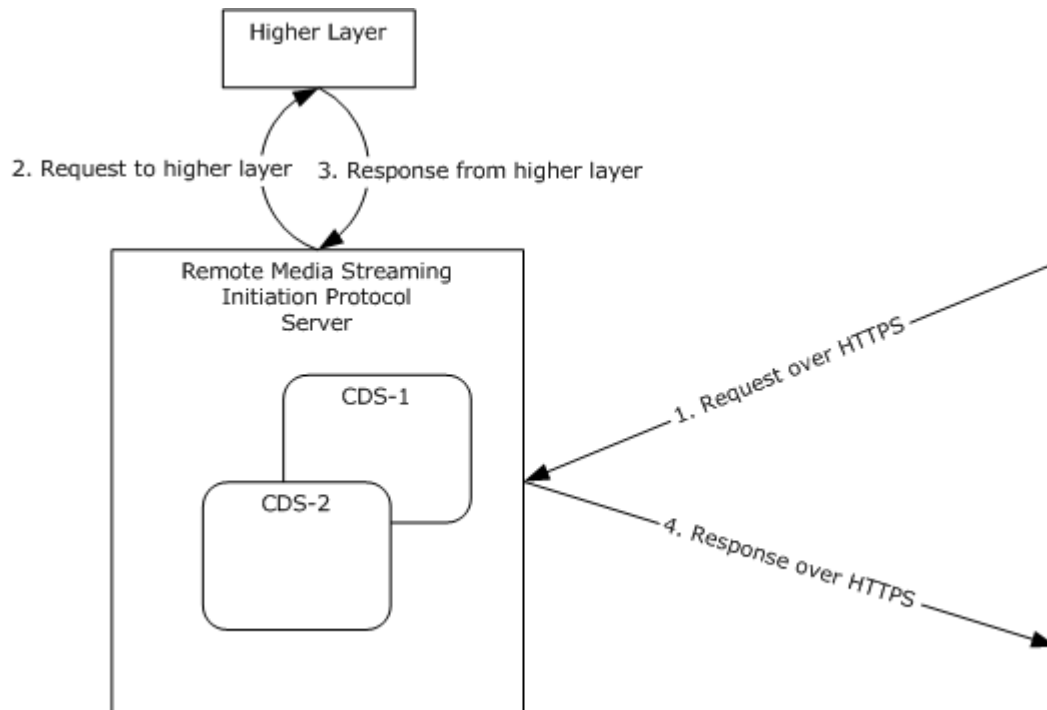 Higher Layer
2. Request to higher layer
3. Response from higher layer
Remote Media Streaming
Initiation Protocol
Server
1. Request over HTTPS
CDS-1
CDS-2
4. Response over HTTPS